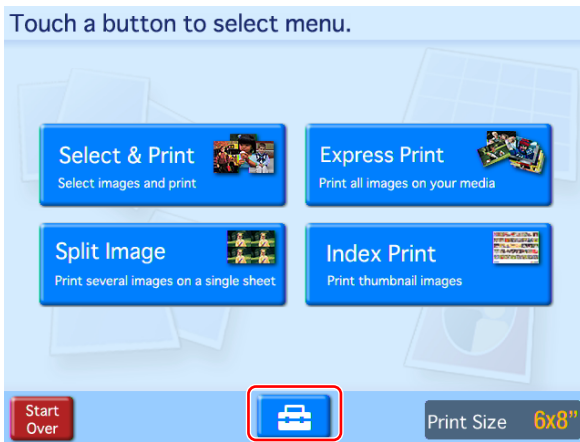 Touch a button to select menu.
Select & Print
Select images and print
Express Print
Print all images on your media
Split Image
Print several images on a single sheet
Index Print
Print thumbnail images
Start
Over
Print Size 6x8”